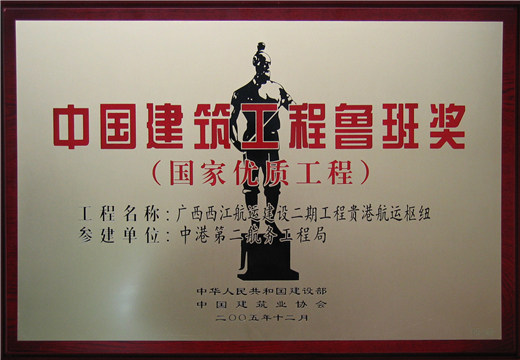 中国建筑工程鲁班奖
（国家优质工程）
工程名称：广西西江航运建设二期工程贵港航运枢纽
参建单位：中港第二航务工程局
中华人民共和国建设部
中国建筑业协会
二〇〇五年十二月